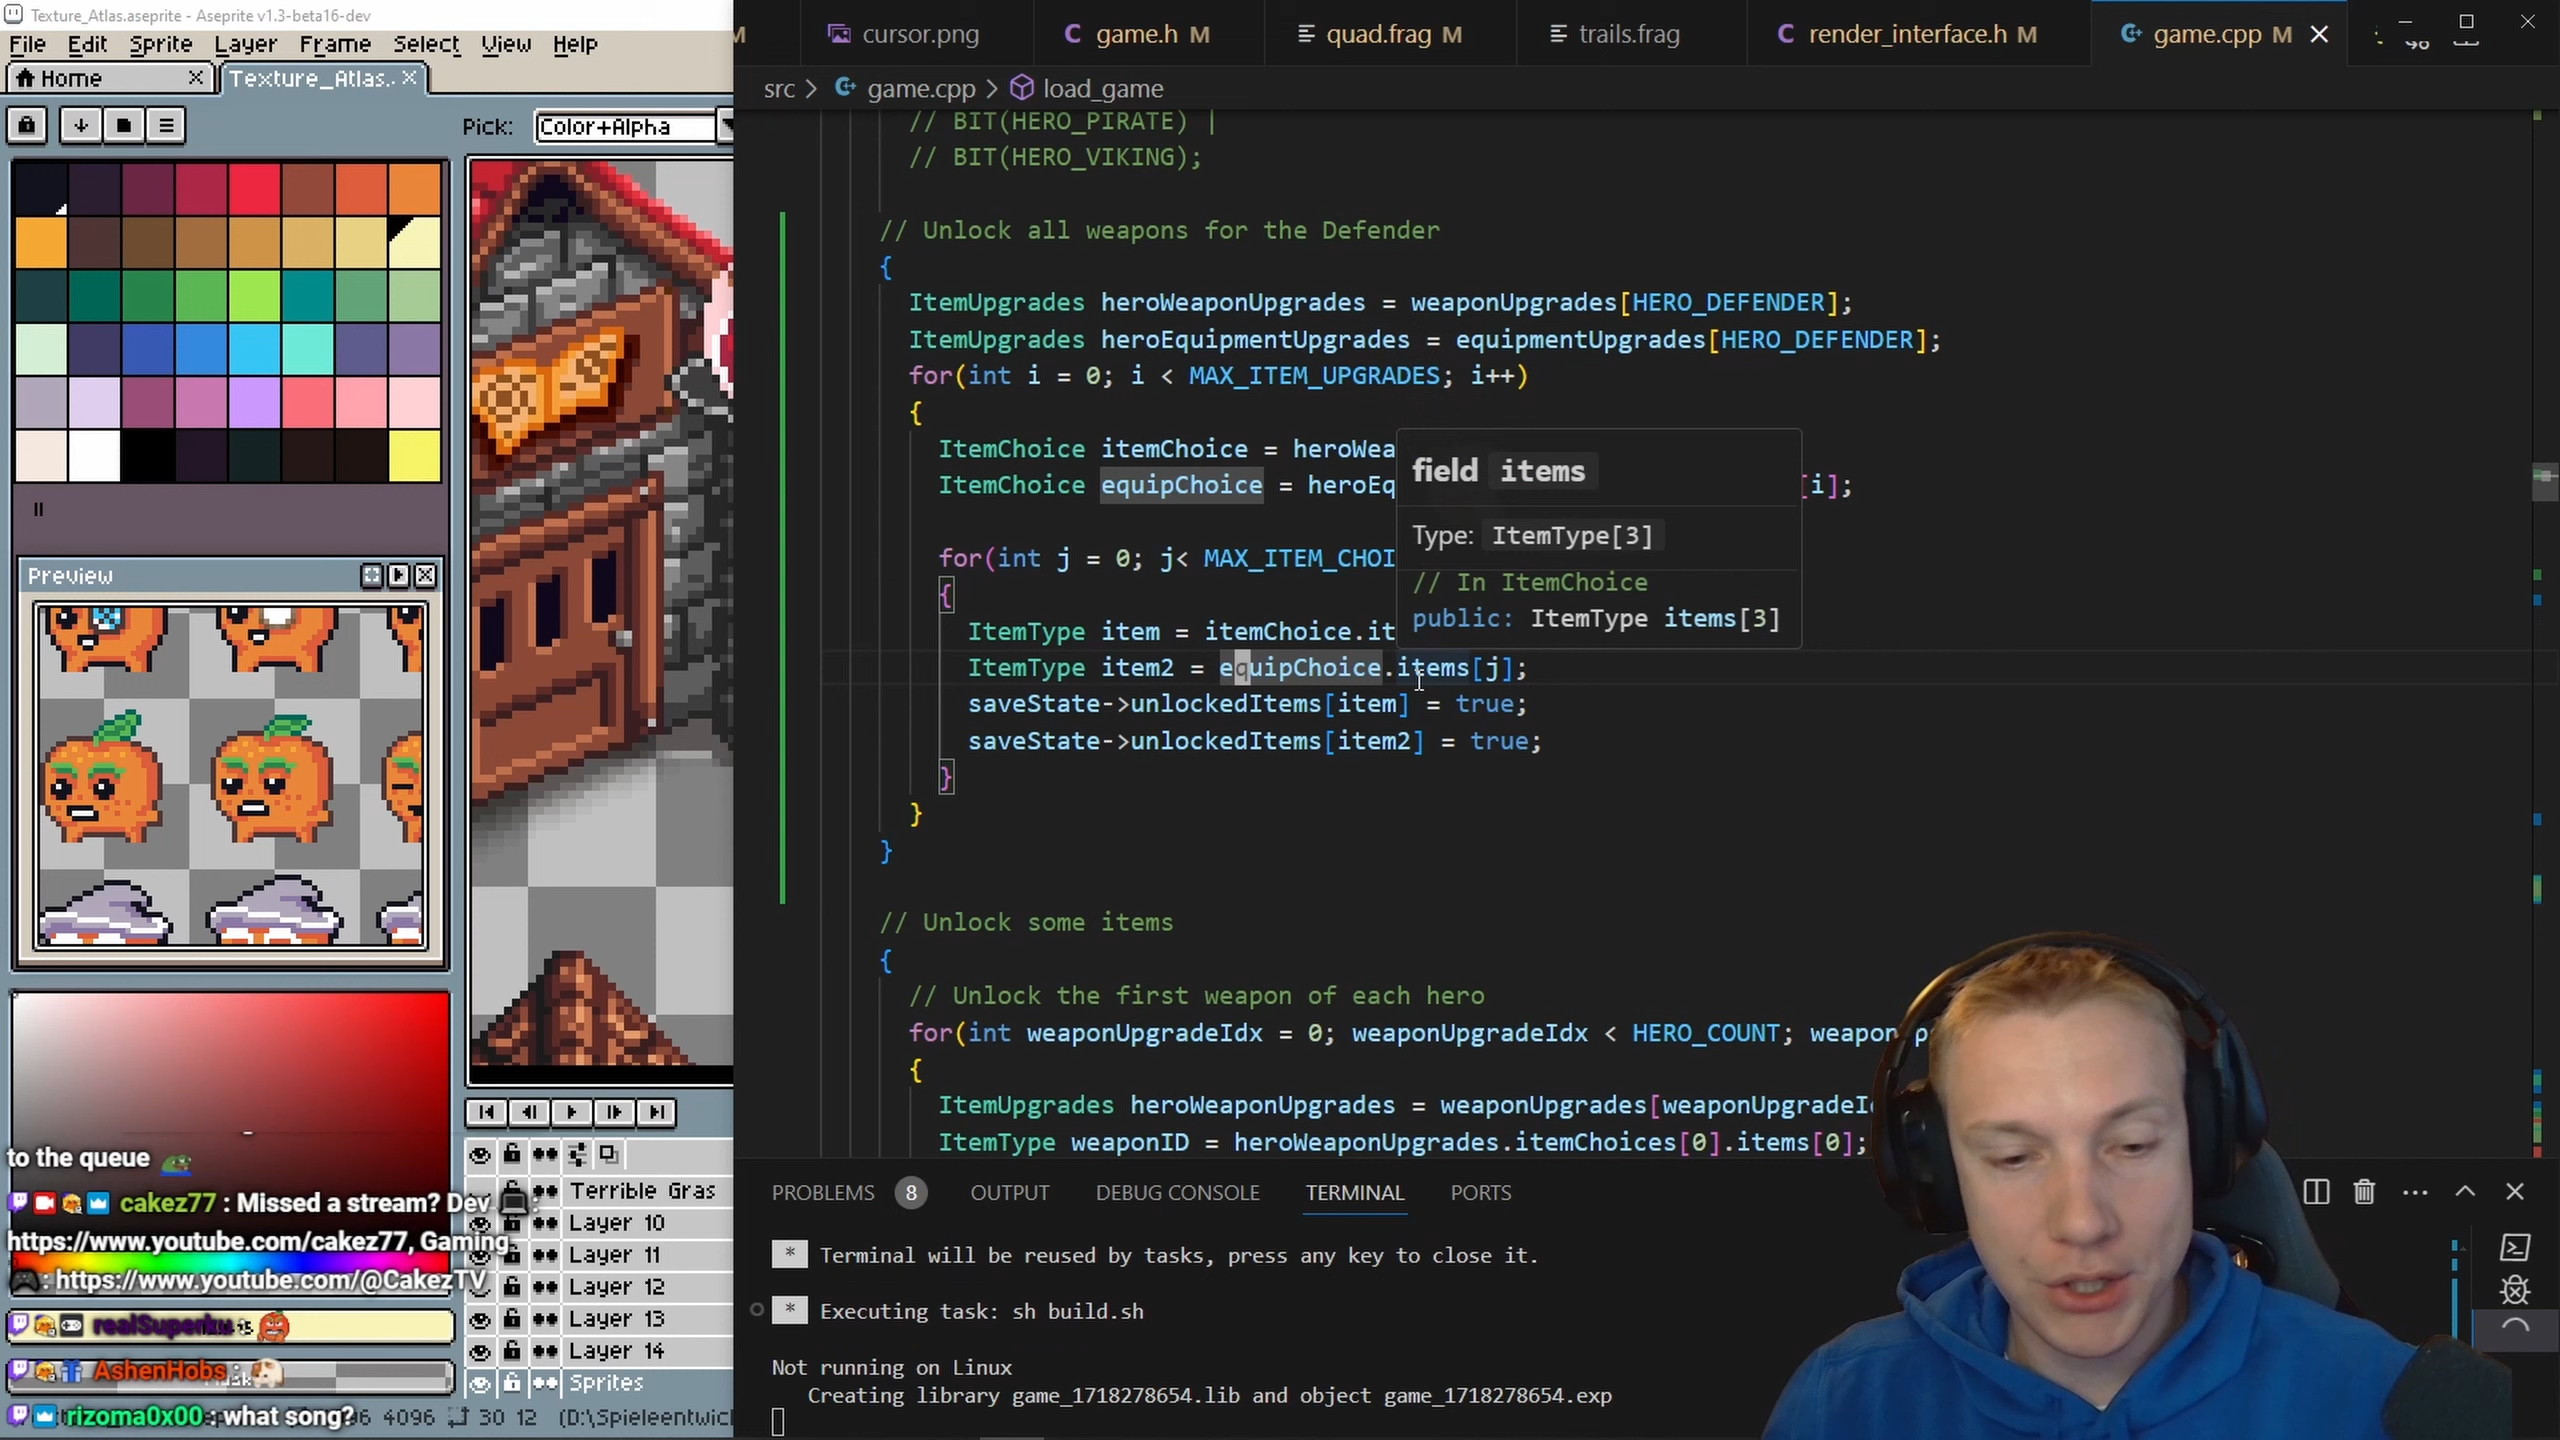 Texture_Atlas.aseprite - Aseprite v1.3-beta16-dev
File Edit Sprite Layer Frame Select View Help
Home
Texture_Atlas.
Pick: Color+Alpha
Preview
Terrible Gras
Layer 10
Layer 11
Layer 12
Layer 13
Layer 14
Sprites
4096 30 12 (D:\Spieleentwic
to the queue
cakez77 : Missed a stream? Dev :
https://www.youtube.com/cakez77, Gaming
: https://www.youtube.com/@CakezTV
realSuperku :
AshenHobs :
rizoma0x00 : what song?
M cursor.png game.h M quad.frag M trails.frag render_interface.h M game.cpp M
src > game.cpp > load_game
// BIT(HERO_PIRATE) |
// BIT(HERO_VIKING);
// Unlock all weapons for the Defender
{
ItemUpgrades heroWeaponUpgrades = weaponUpgrades[HERO_DEFENDER];
ItemUpgrades heroEquipmentUpgrades = equipmentUpgrades[HERO_DEFENDER];
for(int i = 0; i < MAX_ITEM_UPGRADES; i++)
{
ItemChoice itemChoice = heroWea
ItemChoice equipChoice = heroEq [i];
for(int j = 0; j< MAX_ITEM_CHOI
{
ItemType item = itemChoice.it
ItemType item2 = equipChoice.items[j];
saveState->unlockedItems[item] = true;
saveState->unlockedItems[item2] = true;
}
}
}
field items
Type: ItemType[3]
// In ItemChoice
public: ItemType items[3]
// Unlock some items
{
// Unlock the first weapon of each hero
for(int weaponUpgradeIdx = 0; weaponUpgradeIdx < HERO_COUNT; weapon
{
ItemUpgrades heroWeaponUpgrades = weaponUpgrades[weaponUpgradeI
ItemType weaponID = heroWeaponUpgrades.itemChoices[0].items[0];
PROBLEMS 8 OUTPUT DEBUG CONSOLE TERMINAL PORTS
* Terminal will be reused by tasks, press any key to close it.
* Executing task: sh build.sh
Not running on Linux
Creating library game_1718278654.lib and object game_1718278654.exp